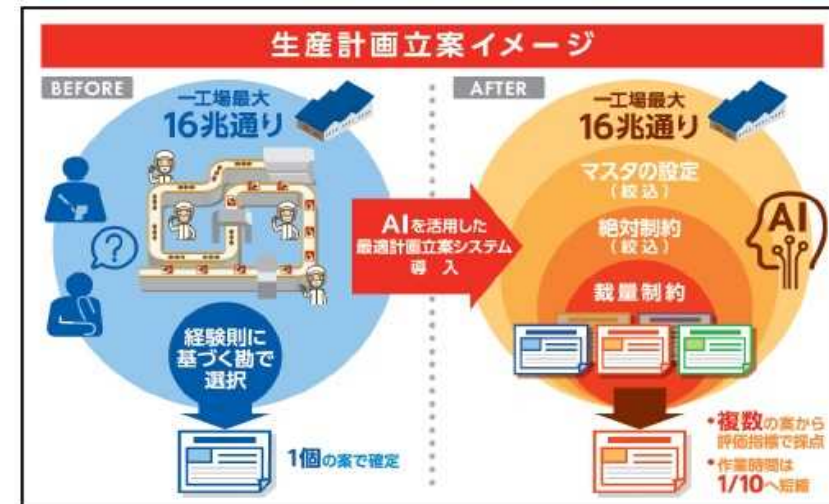 生産計画立案イメージ
BEFORE
一工場最大
16兆通り
?
経験則に
基づく勘で
選択
1個の案で確定
AIを活用した
最適計画立案システム
導入
AFTER
一工場最大
16兆通り
マスタの設定
（絞込）
絶対制約
（絞込）
裁量制約
AI
•複数の案から
評価指標で採点
•作業時間は
1/10へ短縮